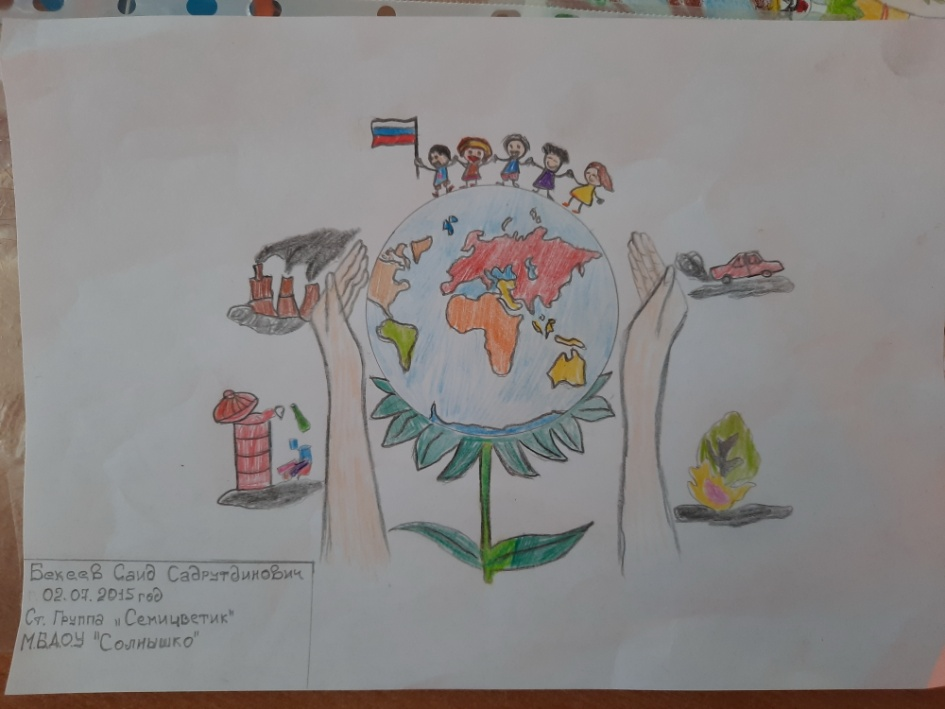 Бекеев Саид Садрутдинович
02.07.2015 год
Ст. Группа „Семицветик"
МБДОУ "Солнышко"